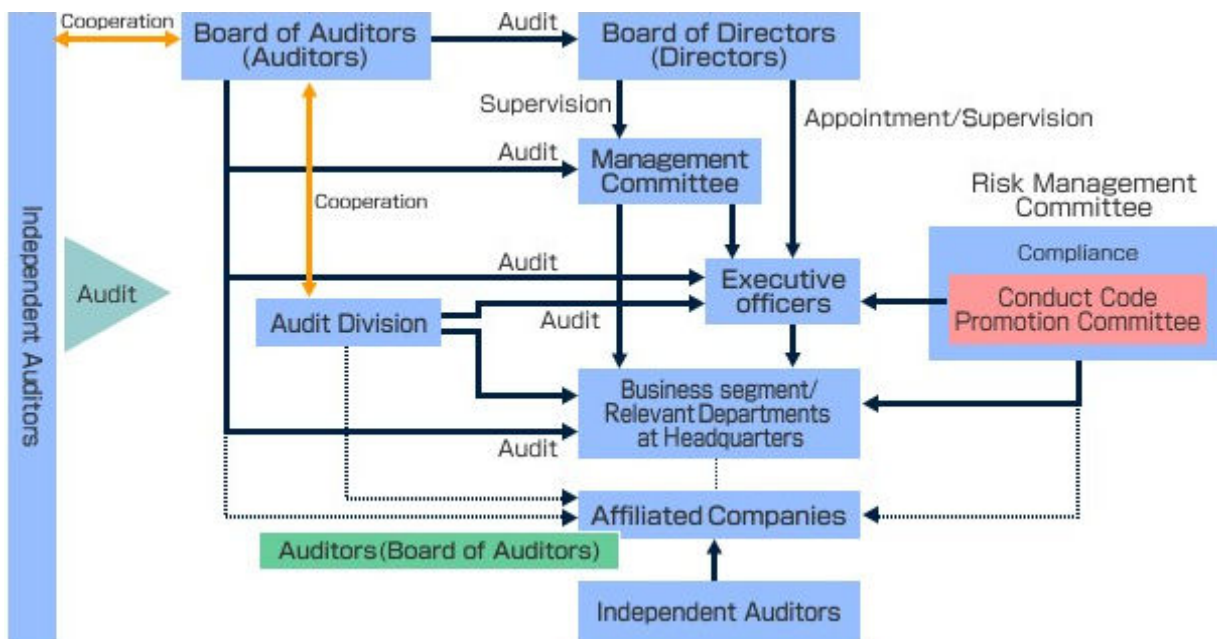 Cooperation
Board of Auditors
(Auditors)
Audit
Board of Directors
(Directors)
Supervision
Appointment/Supervision
Audit
Management
Committee
Cooperation
Risk Management
Committee
Independent Auditors
Audit
Compliance
Conduct Code
Promotion Committee
Audit
Executive
officers
Audit Division
Audit
Business segment/
Relevant Departments
at Headquarters
Audit
Affiliated Companies
Auditors(Board of Auditors)
Independent Auditors